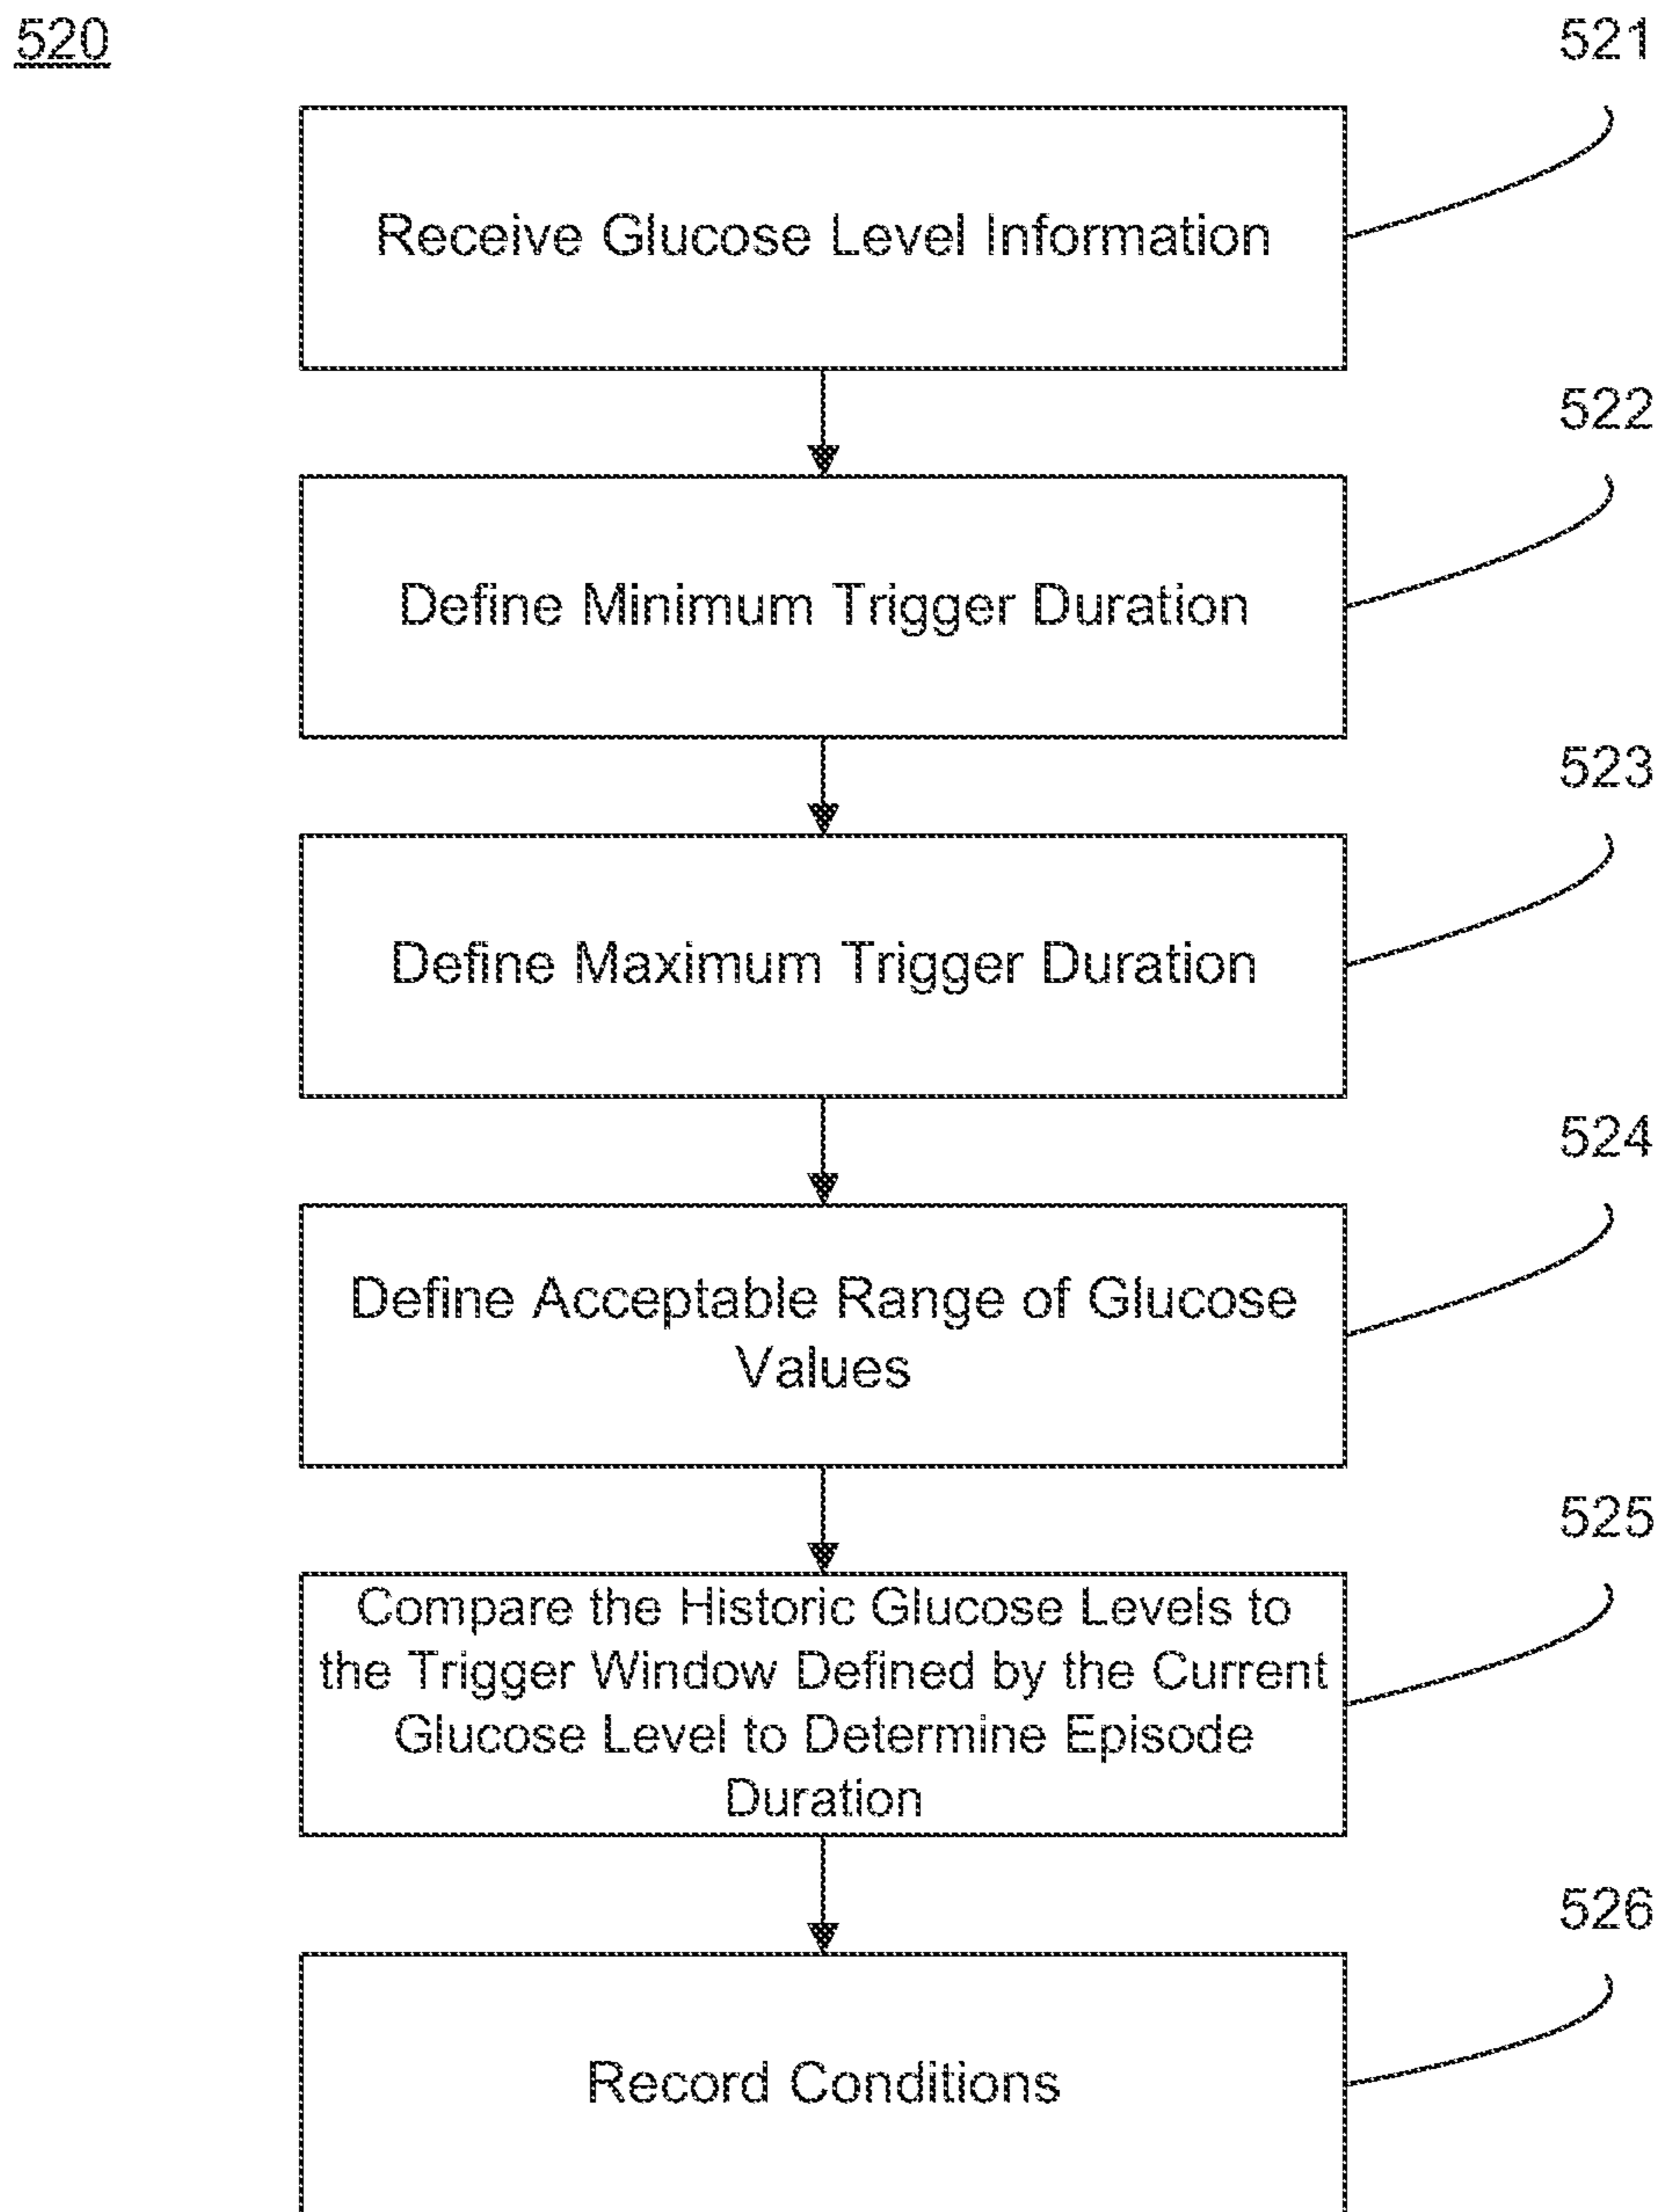 520
521
Receive Glucose Level Information
522
Define Minimum Trigger Duration
523
Define Maximum Trigger Duration
524
Define Acceptable Range of Glucose
Values
525
Compare the Historic Glucose Levels to
the Trigger Window Defined by the Current
Glucose Level to Determine Episode
Duration
526
Record Conditions